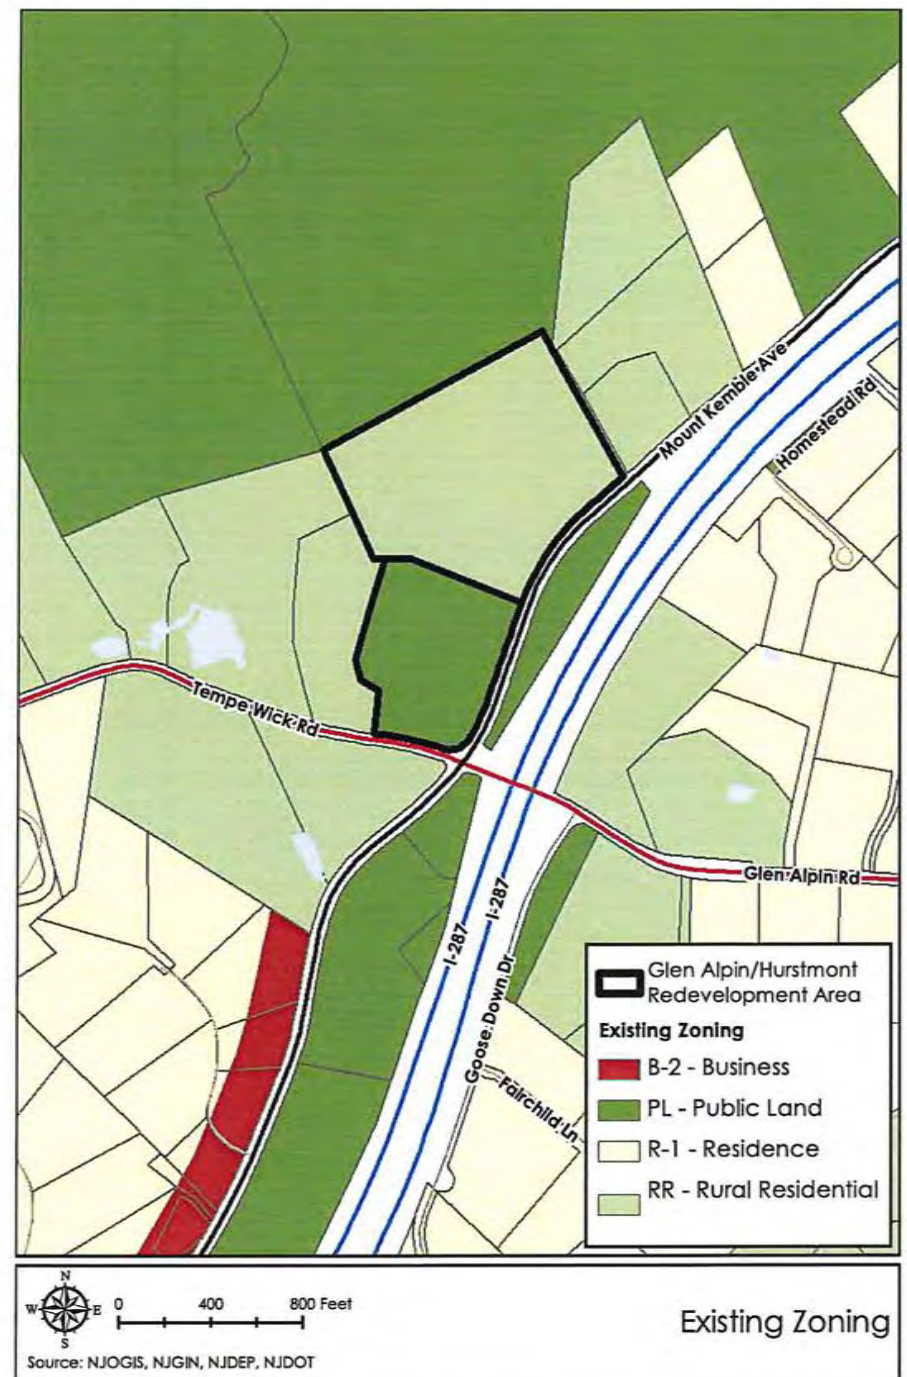 Mount Kemble Ave
Homestead Rd
Tempe Wick Rd
Glen Alpin Rd
I-287
I-287
Goose Down Dr
Fairchild Ln
Glen Alpin/Hurstmont
Redevelopment Area
Existing Zoning
B-2 - Business
PL - Public Land
R-1 - Residence
RR - Rural Residential
N
W E
S
0 400 800 Feet
Existing Zoning
Source: NJOGIS, NJGIN, NJDEP, NJDOT